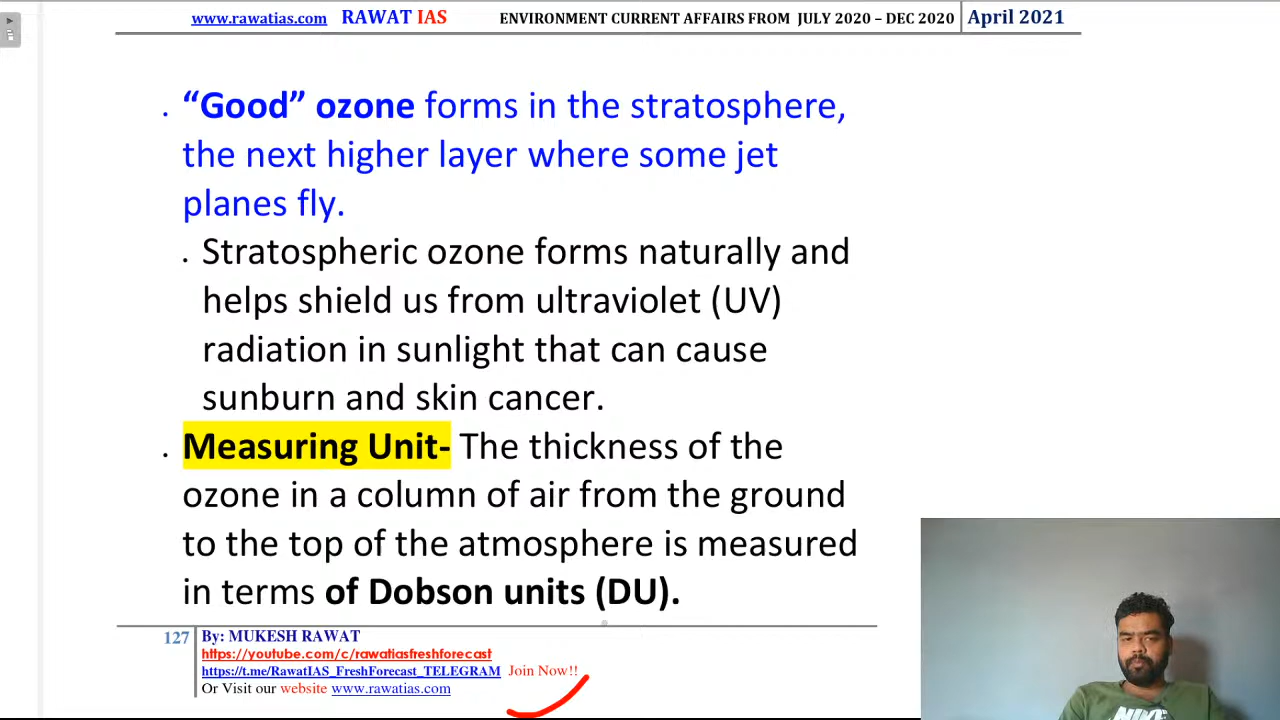 www.rawatias.com RAWAT IAS ENVIRONMENT CURRENT AFFAIRS FROM JULY 2020 – DEC 2020 April 2021
“Good” ozone forms in the stratosphere,
the next higher layer where some jet
planes fly.
Stratospheric ozone forms naturally and
helps shield us from ultraviolet (UV)
radiation in sunlight that can cause
sunburn and skin cancer.
Measuring Unit- The thickness of the
ozone in a column of air from the ground
to the top of the atmosphere is measured
in terms of Dobson units (DU).
127 By: MUKESH RAWAT
https://youtube.com/c/rawatiasfreshforecast
https://t.me/RawatIAS_FreshForecast_TELEGRAM Join Now!!
Or Visit our website www.rawatias.com
NIKE